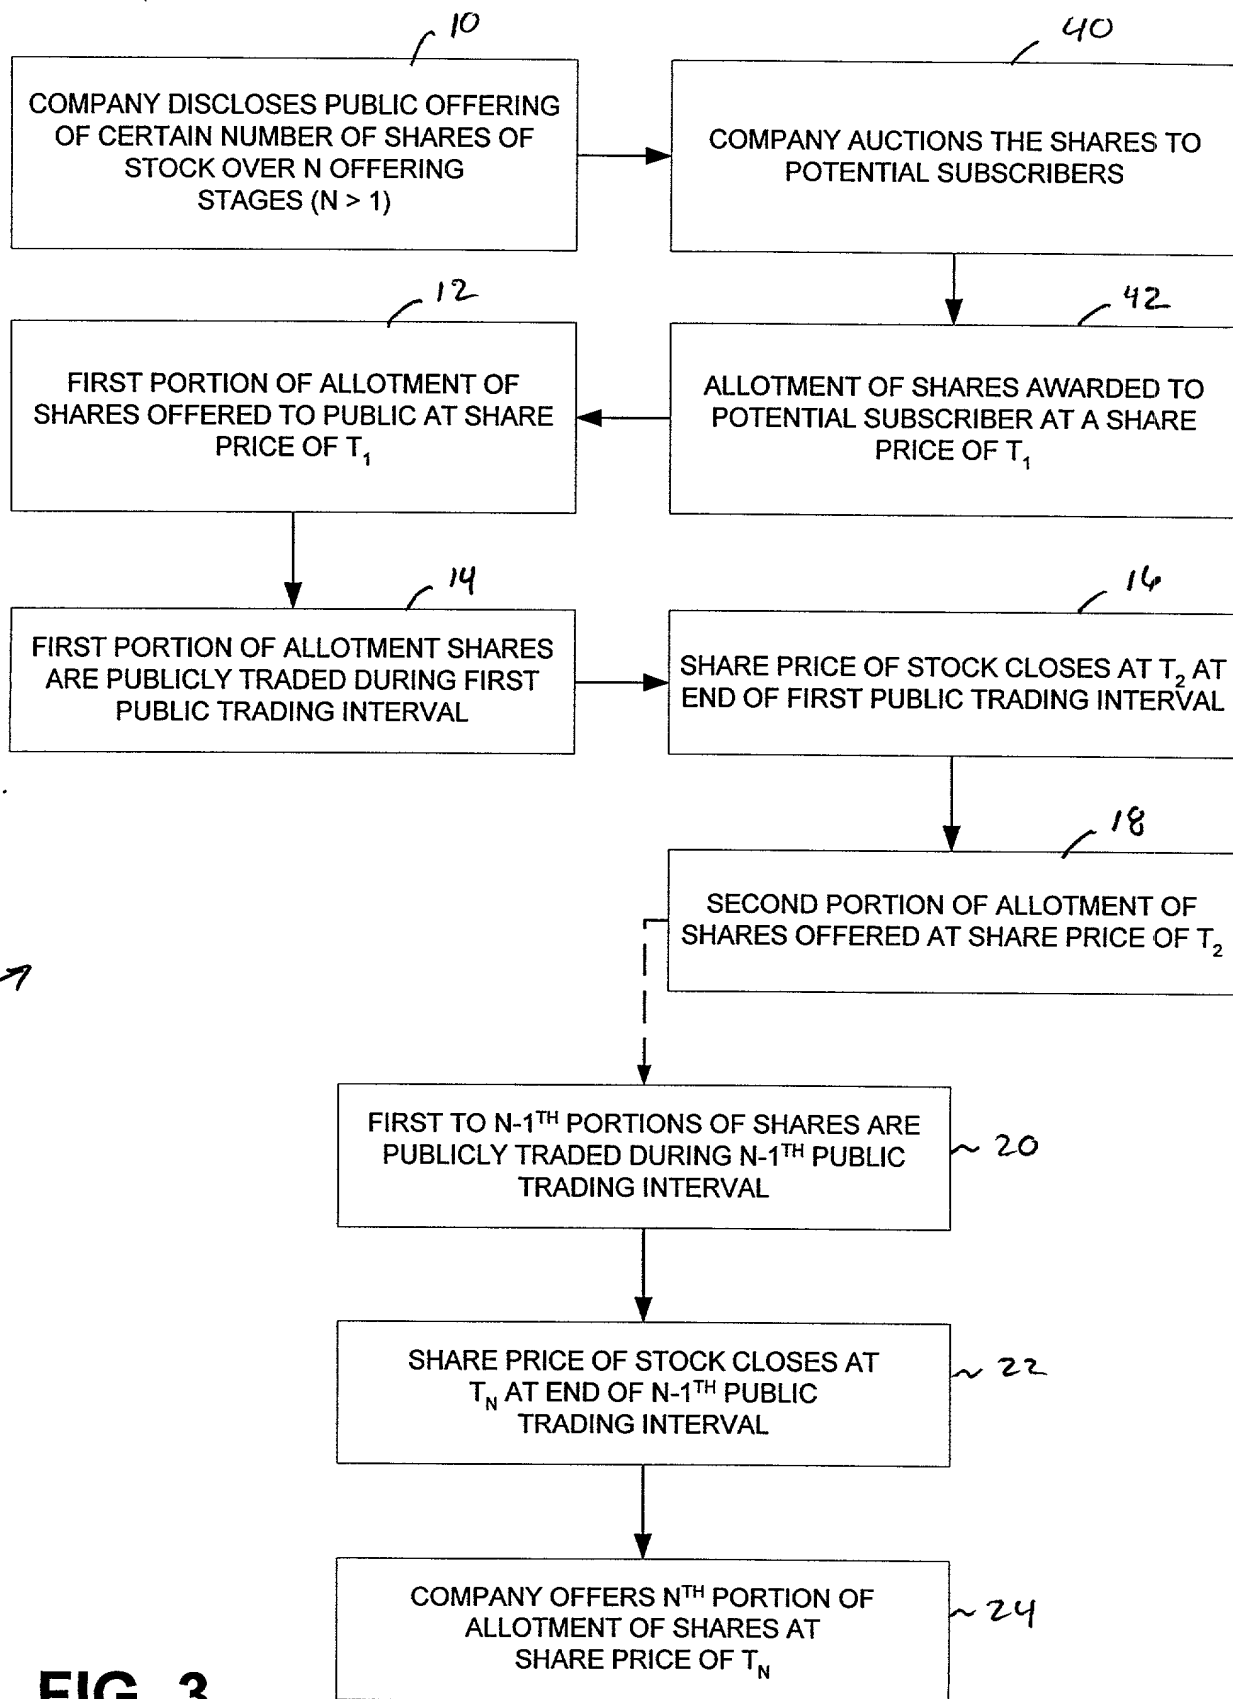 10
COMPANY DISCLOSES PUBLIC OFFERING
OF CERTAIN NUMBER OF SHARES OF
STOCK OVER N OFFERING
STAGES (N > 1)
40
COMPANY AUCTIONS THE SHARES TO
POTENTIAL SUBSCRIBERS
12
FIRST PORTION OF ALLOTMENT OF
SHARES OFFERED TO PUBLIC AT SHARE
PRICE OF T1
42
ALLOTMENT OF SHARES AWARDED TO
POTENTIAL SUBSCRIBER AT A SHARE
PRICE OF T1
14
FIRST PORTION OF ALLOTMENT SHARES
ARE PUBLICLY TRADED DURING FIRST
PUBLIC TRADING INTERVAL
16
SHARE PRICE OF STOCK CLOSES AT T2 AT
END OF FIRST PUBLIC TRADING INTERVAL
18
SECOND PORTION OF ALLOTMENT OF
SHARES OFFERED AT SHARE PRICE OF T2
FIRST TO N-1TH PORTIONS OF SHARES ARE
PUBLICLY TRADED DURING N-1TH PUBLIC
TRADING INTERVAL
20
SHARE PRICE OF STOCK CLOSES AT
TN AT END OF N-1TH PUBLIC
TRADING INTERVAL
22
COMPANY OFFERS NTH PORTION OF
ALLOTMENT OF SHARES AT
SHARE PRICE OF TN
24
FIG. 3